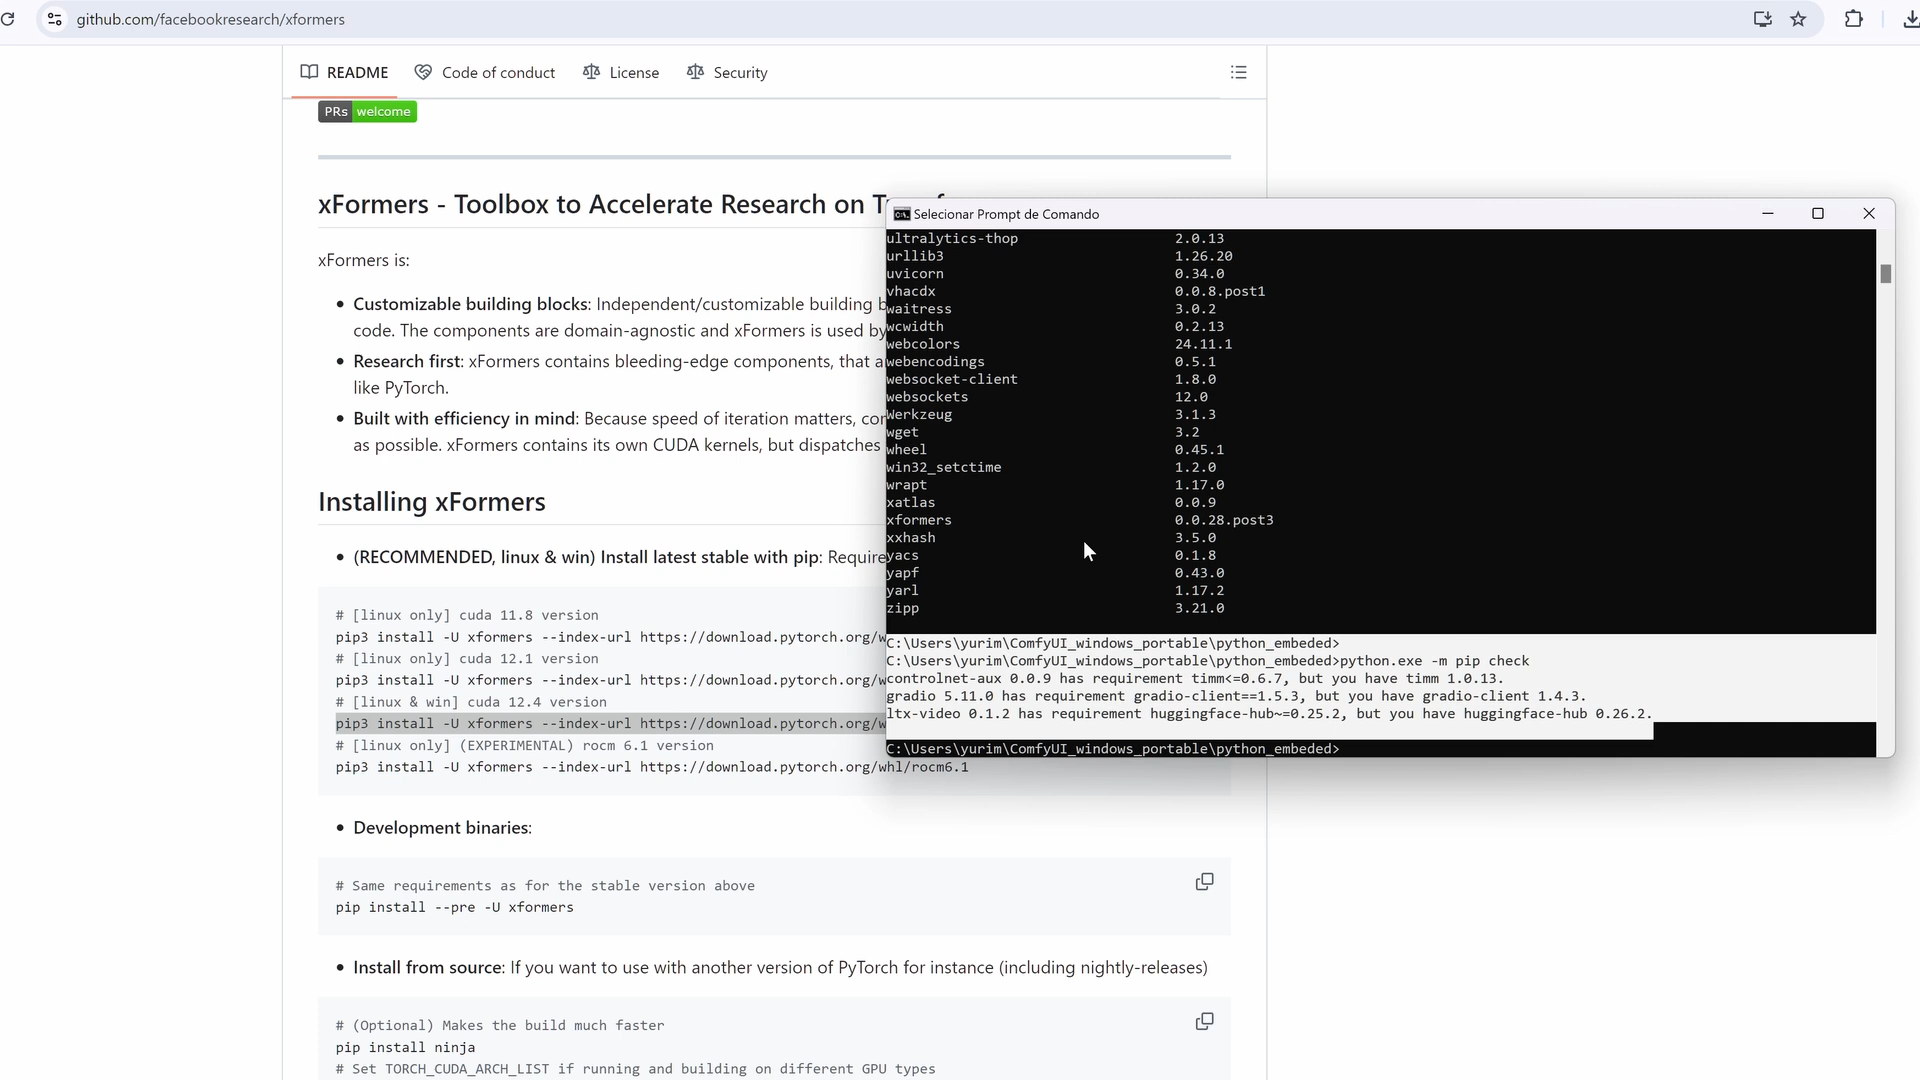 github.com/facebookresearch/xformers
README
Code of conduct
License
Security
PRs welcome
xFormers - Toolbox to Accelerate Research on
xFormers is:
Customizable building blocks: Independent/customizable building
code. The components are domain-agnostic and xFormers is used by
Research first: xFormers contains bleeding-edge components, that
like PyTorch.
Built with efficiency in mind: Because speed of iteration matters,
as possible. xFormers contains its own CUDA kernels, but dispatches
Installing xFormers
(RECOMMENDED, linux & win) Install latest stable with pip:
# [linux only] cuda 11.8 version
pip3 install -U xformers --index-url https://download.pytorch.org/w
# [linux only] cuda 12.1 version
pip3 install -U xformers --index-url https://download.pytorch.org/w
# [linux & win] cuda 12.4 version
pip3 install -U xformers --index-url https://download.pytorch.org/w
# [linux only] (EXPERIMENTAL) rocm 6.1 version
pip3 install -U xformers --index-url https://download.pytorch.org/whl/rocm6.1
Development binaries:
# Same requirements as for the stable version above
pip install --pre -U xformers
Install from source: If you want to use with another version of PyTorch for instance (including nightly-releases)
# (Optional) Makes the build much faster
pip install ninja
# Set TORCH_CUDA_ARCH_LIST if running and building on different GPU types
Selecionar Prompt de Comando
ultralytics-thop 2.0.13
urllib3 1.26.20
uvicorn 0.34.0
vhacdx 0.0.8.post1
waitress 3.0.2
wcwidth 0.2.13
webcolors 24.11.1
webencodings 0.5.1
websocket-client 1.8.0
websockets 12.0
Werkzeug 3.1.3
wget 3.2
wheel 0.45.1
win32_setctime 1.2.0
wrapt 1.17.0
xatlas 0.0.9
xformers 0.0.28.post3
xxhash 3.5.0
yacs 0.1.8
yapf 0.43.0
yarl 1.17.2
zipp 3.21.0
C:\Users\yurim\ComfyUI_windows_portable\python_embeded>
C:\Users\yurim\ComfyUI_windows_portable\python_embeded>python.exe -m pip check
controlnet-aux 0.0.9 has requirement timm<=0.6.7, but you have timm 1.0.13.
gradio 5.11.0 has requirement gradio-client==1.5.3, but you have gradio-client 1.4.3.
ltx-video 0.1.2 has requirement huggingface-hub~=0.25.2, but you have huggingface-hub 0.26.2.
C:\Users\yurim\ComfyUI_windows_portable\python_embeded>